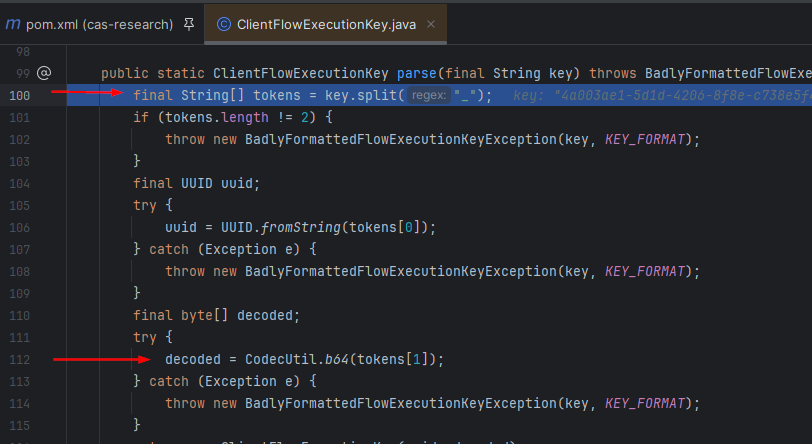 pom.xml (cas-research) ClientFlowExecutionKey.java
98
99 public static ClientFlowExecutionKey parse(final String key) throws BadlyFormattedFlowExe
100 final String[] tokens = key.split( regex: "_"); key: "4a003ae1-5d1d-4206-8f8e-c738e5f4
101 if (tokens.length != 2) {
102 throw new BadlyFormattedFlowExecutionKeyException(key, KEY_FORMAT);
103 }
104 final UUID uuid;
105 try {
106 uuid = UUID.fromString(tokens[0]);
107 } catch (Exception e) {
108 throw new BadlyFormattedFlowExecutionKeyException(key, KEY_FORMAT);
109 }
110 final byte[] decoded;
111 try {
112 decoded = CodecUtil.b64(tokens[1]);
113 } catch (Exception e) {
114 throw new BadlyFormattedFlowExecutionKeyException(key, KEY_FORMAT);
115 }